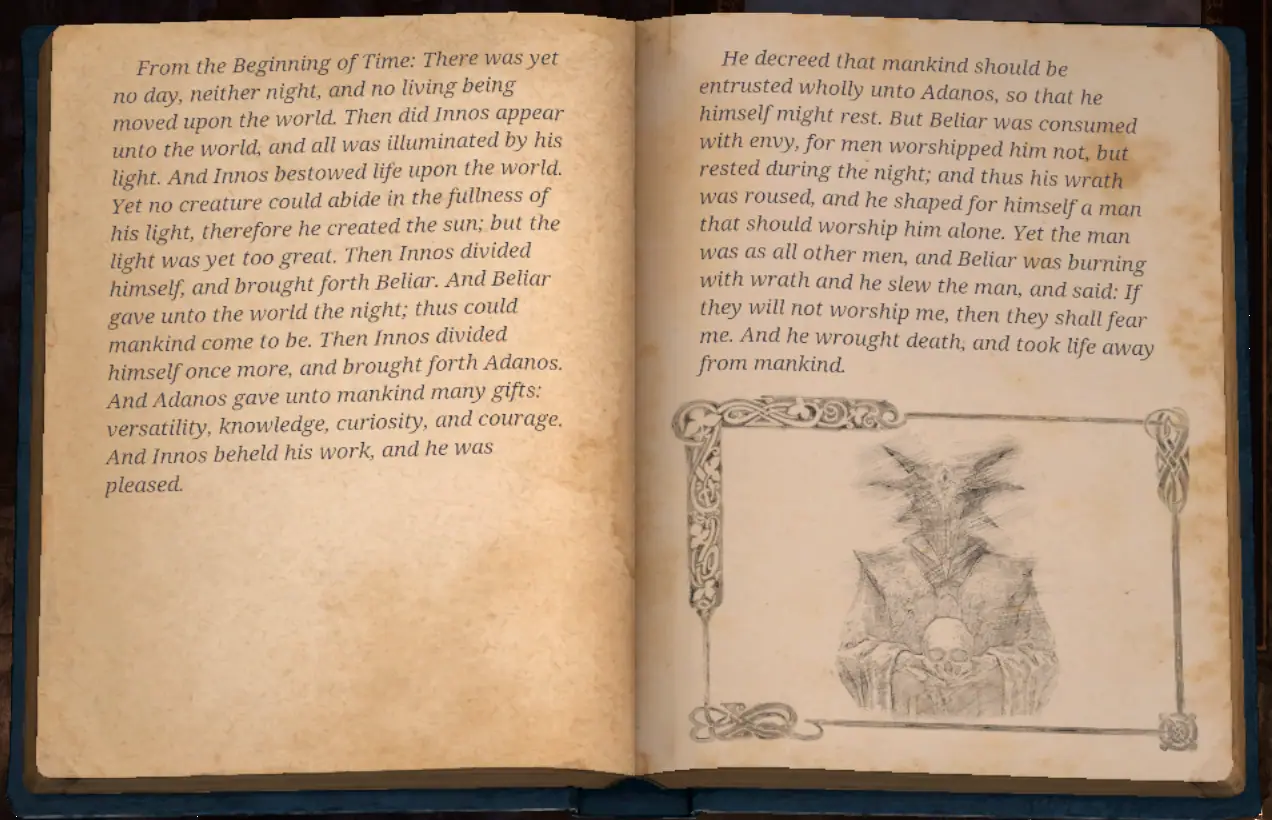 From the Beginning of Time: There was yet
no day, neither night, and no living being
moved upon the world. Then did Innos appear
unto the world, and all was illuminated by his
light. And Innos bestowed life upon the world.
Yet no creature could abide in the fullness of
his light, therefore he created the sun; but the
light was yet too great. Then Innos divided
himself, and brought forth Beliar. And Beliar
gave unto the world the night; thus could
mankind come to be. Then Innos divided
himself once more, and brought forth Adanos.
And Adanos gave unto mankind many gifts:
versatility, knowledge, curiosity, and courage.
And Innos beheld his work, and he was
pleased.
He decreed that mankind should be
entrusted wholly unto Adanos, so that he
himself might rest. But Beliar was consumed
with envy, for men worshipped him not, but
rested during the night; and thus his wrath
was roused, and he shaped for himself a man
that should worship him alone. Yet the man
was as all other men, and Beliar was burning
with wrath and he slew the man, and said: If
they will not worship me, then they shall fear
me. And he wrought death, and took life away
from mankind.